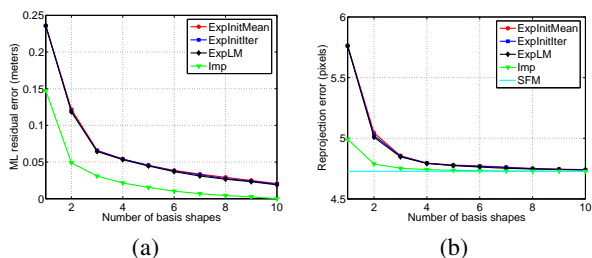 0.25
0.2
0.15
0.1
0.05
0
ML residual error (meters)
2 4 6 8 10
Number of basis shapes
ExpInitMean
ExpInitIter
ExpLM
Imp
(a)
6
5.5
5
4.5
Reprojection error (pixels)
2 4 6 8 10
Number of basis shapes
ExpInitMean
ExpInitIter
ExpLM
Imp
SFM
(b)